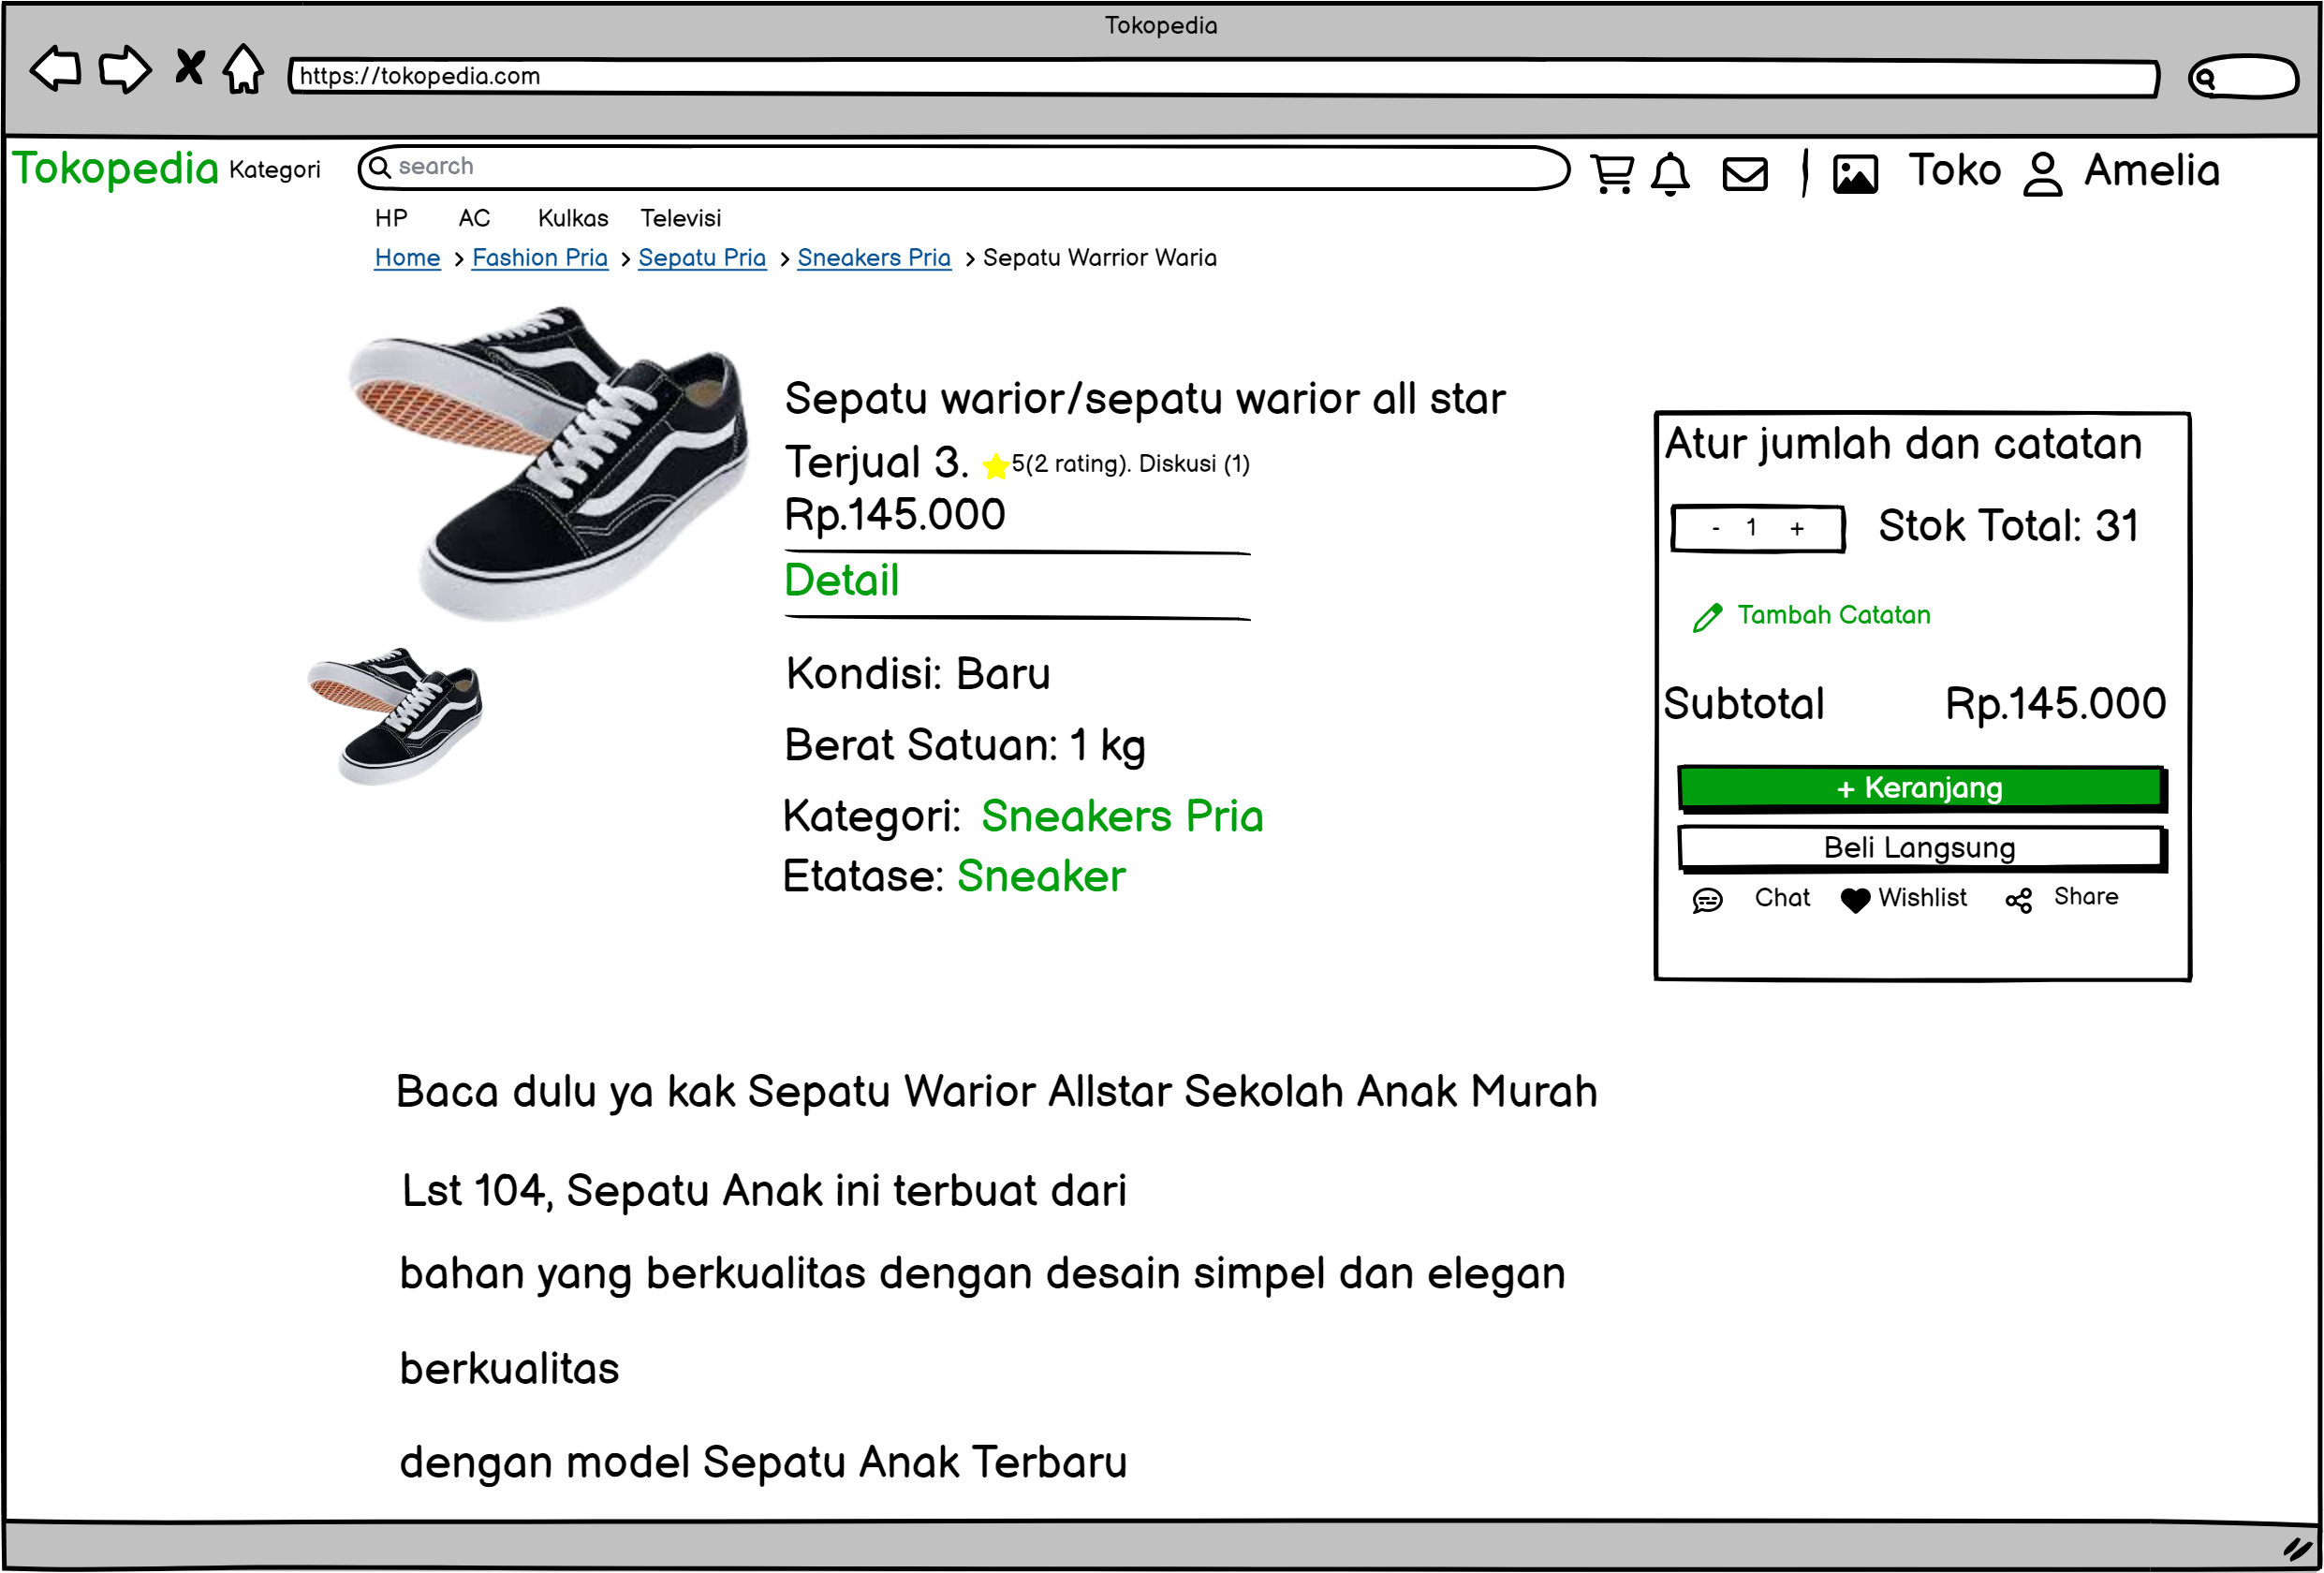 Tokopedia
https://tokopedia.com
Tokopedia Kategori search Toko Amelia
HP AC Kulkas Televisi
Home > Fashion Pria > Sepatu Pria > Sneakers Pria > Sepatu Warrior Waria
Sepatu warior/sepatu warior all star
Terjual 3. 5(2 rating). Diskusi (1)
Rp.145.000
Detail
Kondisi: Baru
Berat Satuan: 1 kg
Kategori: Sneakers Pria
Etatase: Sneaker
Atur jumlah dan catatan
- 1 + Stok Total: 31
Tambah Catatan
Subtotal Rp.145.000
+ Keranjang
Beli Langsung
Chat Wishlist Share
Baca dulu ya kak Sepatu Warior Allstar Sekolah Anak Murah
Lst 104, Sepatu Anak ini terbuat dari
bahan yang berkualitas dengan desain simpel dan elegan
berkualitas
dengan model Sepatu Anak Terbaru